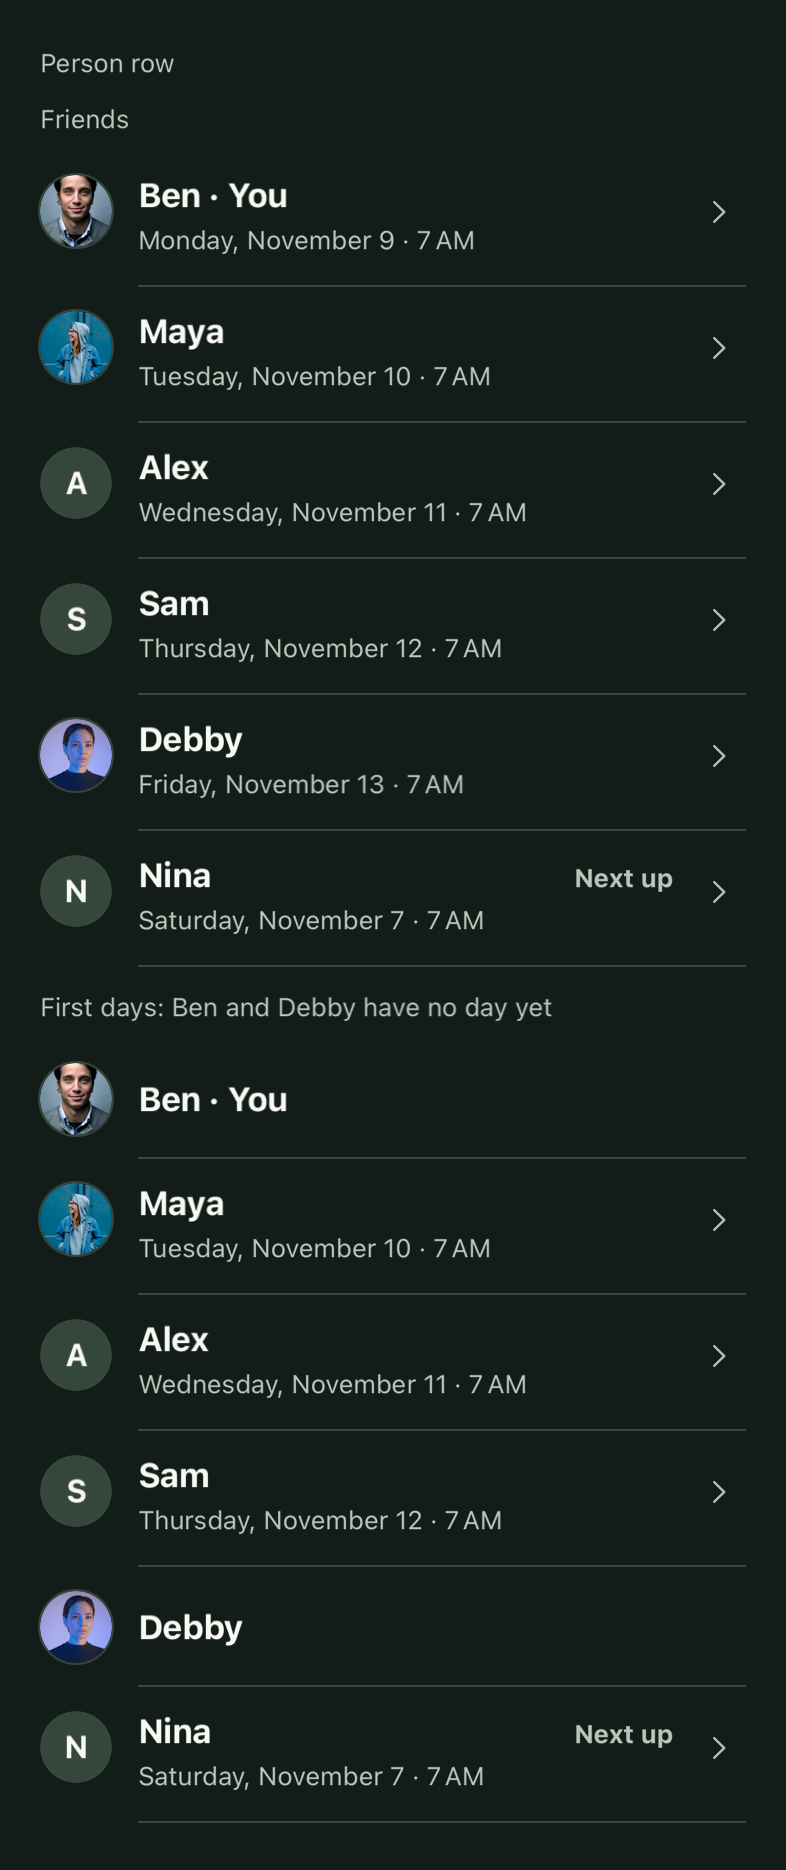 Person row
Friends
Ben · You
Monday, November 9 · 7 AM
Maya
Tuesday, November 10 · 7 AM
A
Alex
Wednesday, November 11 · 7 AM
S
Sam
Thursday, November 12 · 7 AM
Debby
Friday, November 13 · 7 AM
N
Nina
Next up
Saturday, November 7 · 7 AM
First days: Ben and Debby have no day yet
Ben · You
Maya
Tuesday, November 10 · 7 AM
A
Alex
Wednesday, November 11 · 7 AM
S
Sam
Thursday, November 12 · 7 AM
Debby
N
Nina
Next up
Saturday, November 7 · 7 AM